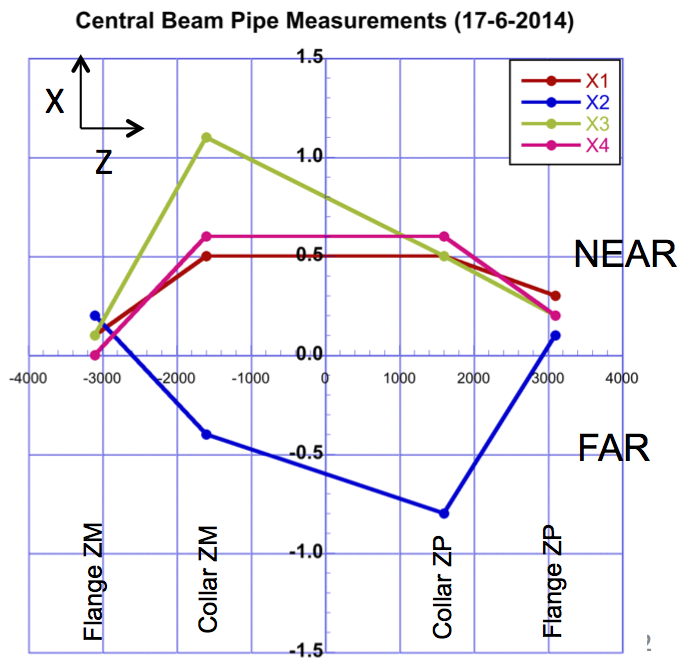 Central Beam Pipe Measurements (17-6-2014)
1.5
X
Z
X1
X2
X3
X4
1.0
0.5
NEAR
0.0
-4000 -3000 -2000 -1000 0 1000 2000 3000 4000
-0.5
FAR
-1.0
Flange ZM
Collar ZM
Collar ZP
Flange ZP
-1.5